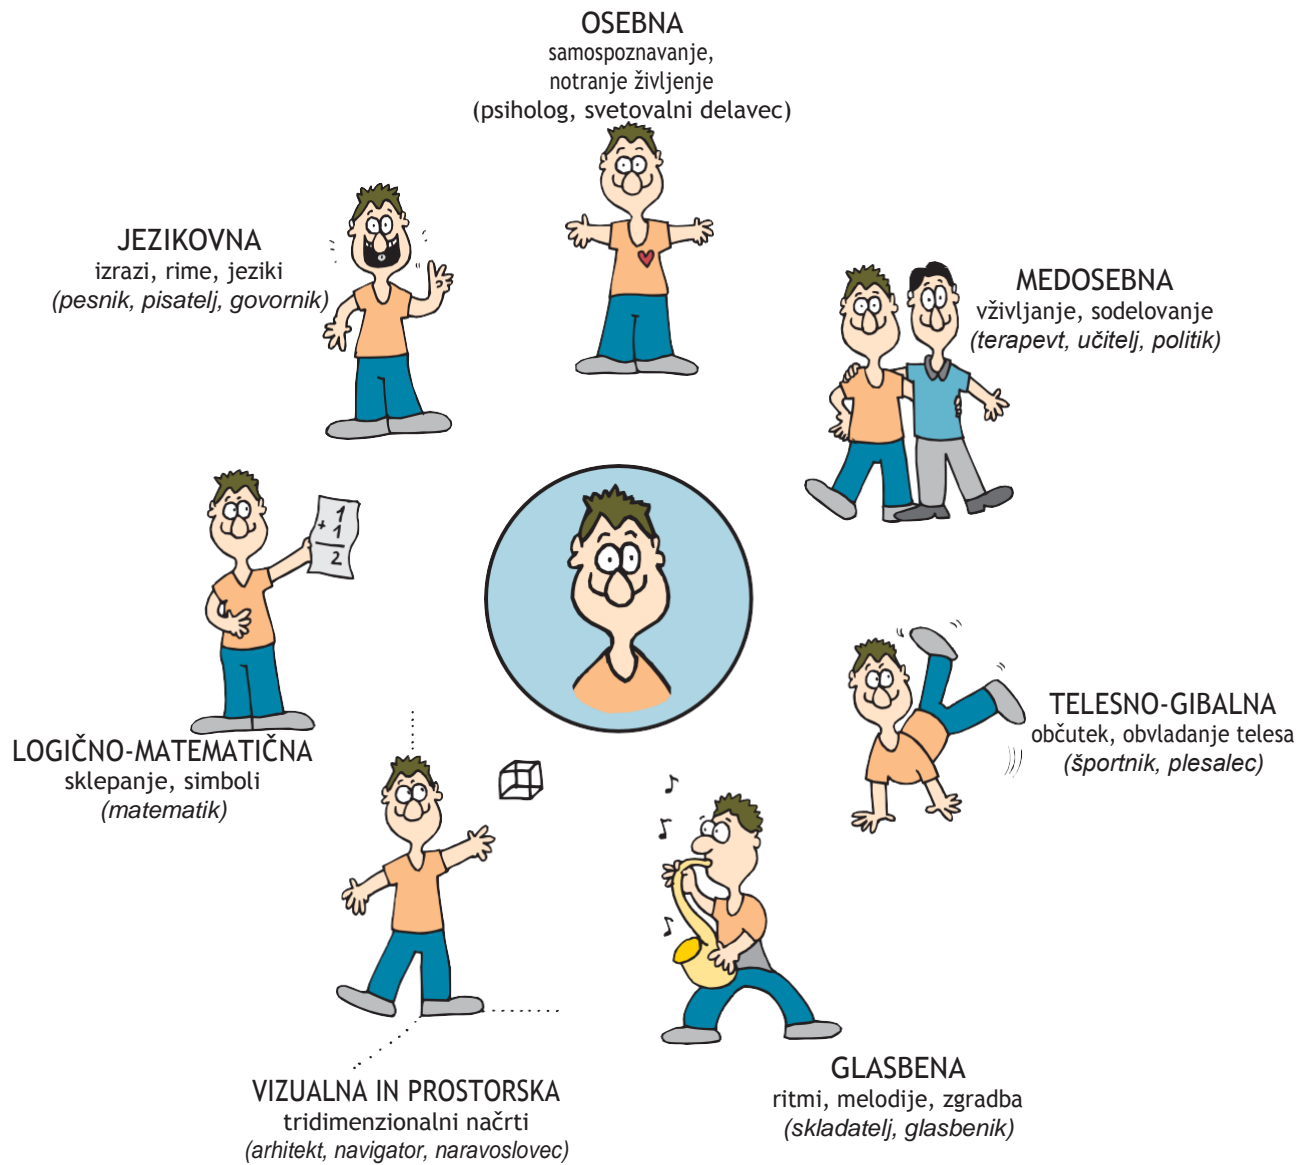 OSEBNA
samospoznavanje,
notranje življenje
(psiholog, svetovalni delavec)
JEZIKOVNA
izrazi, rime, jeziki
(pesnik, pisatelj, govornik)
MEDOSEBNA
vživljanje, sodelovanje
(terapevt, učitelj, politik)
1
+ 1
2
LOGIČNO-MATEMATIČNA
sklepanje, simboli
(matematik)
TELESNO-GIBALNA
občutek, obvladanje telesa
(športnik, plesalec)
VIZUALNA IN PROSTORSKA
tridimenzionalni načrti
(arhitekt, navigator, naravoslovec)
GLASBENA
ritmi, melodije, zgradba
(skladatelj, glasbenik)